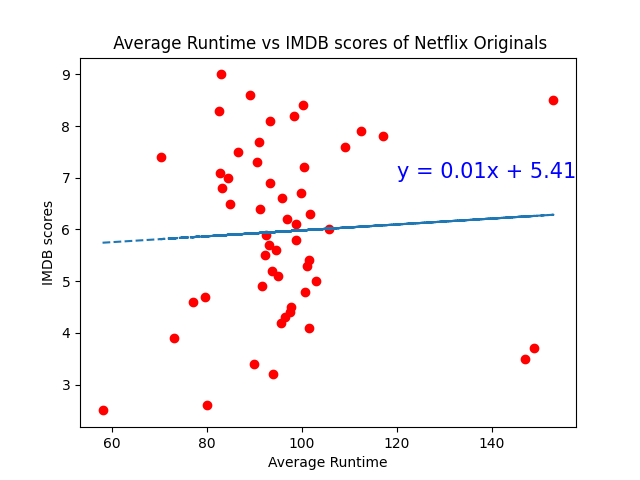 Average Runtime vs IMDB scores of Netflix Originals
9
8
7
6
5
4
3
IMDB scores
y = 0.01x + 5.41
60 80 100 120 140
Average Runtime